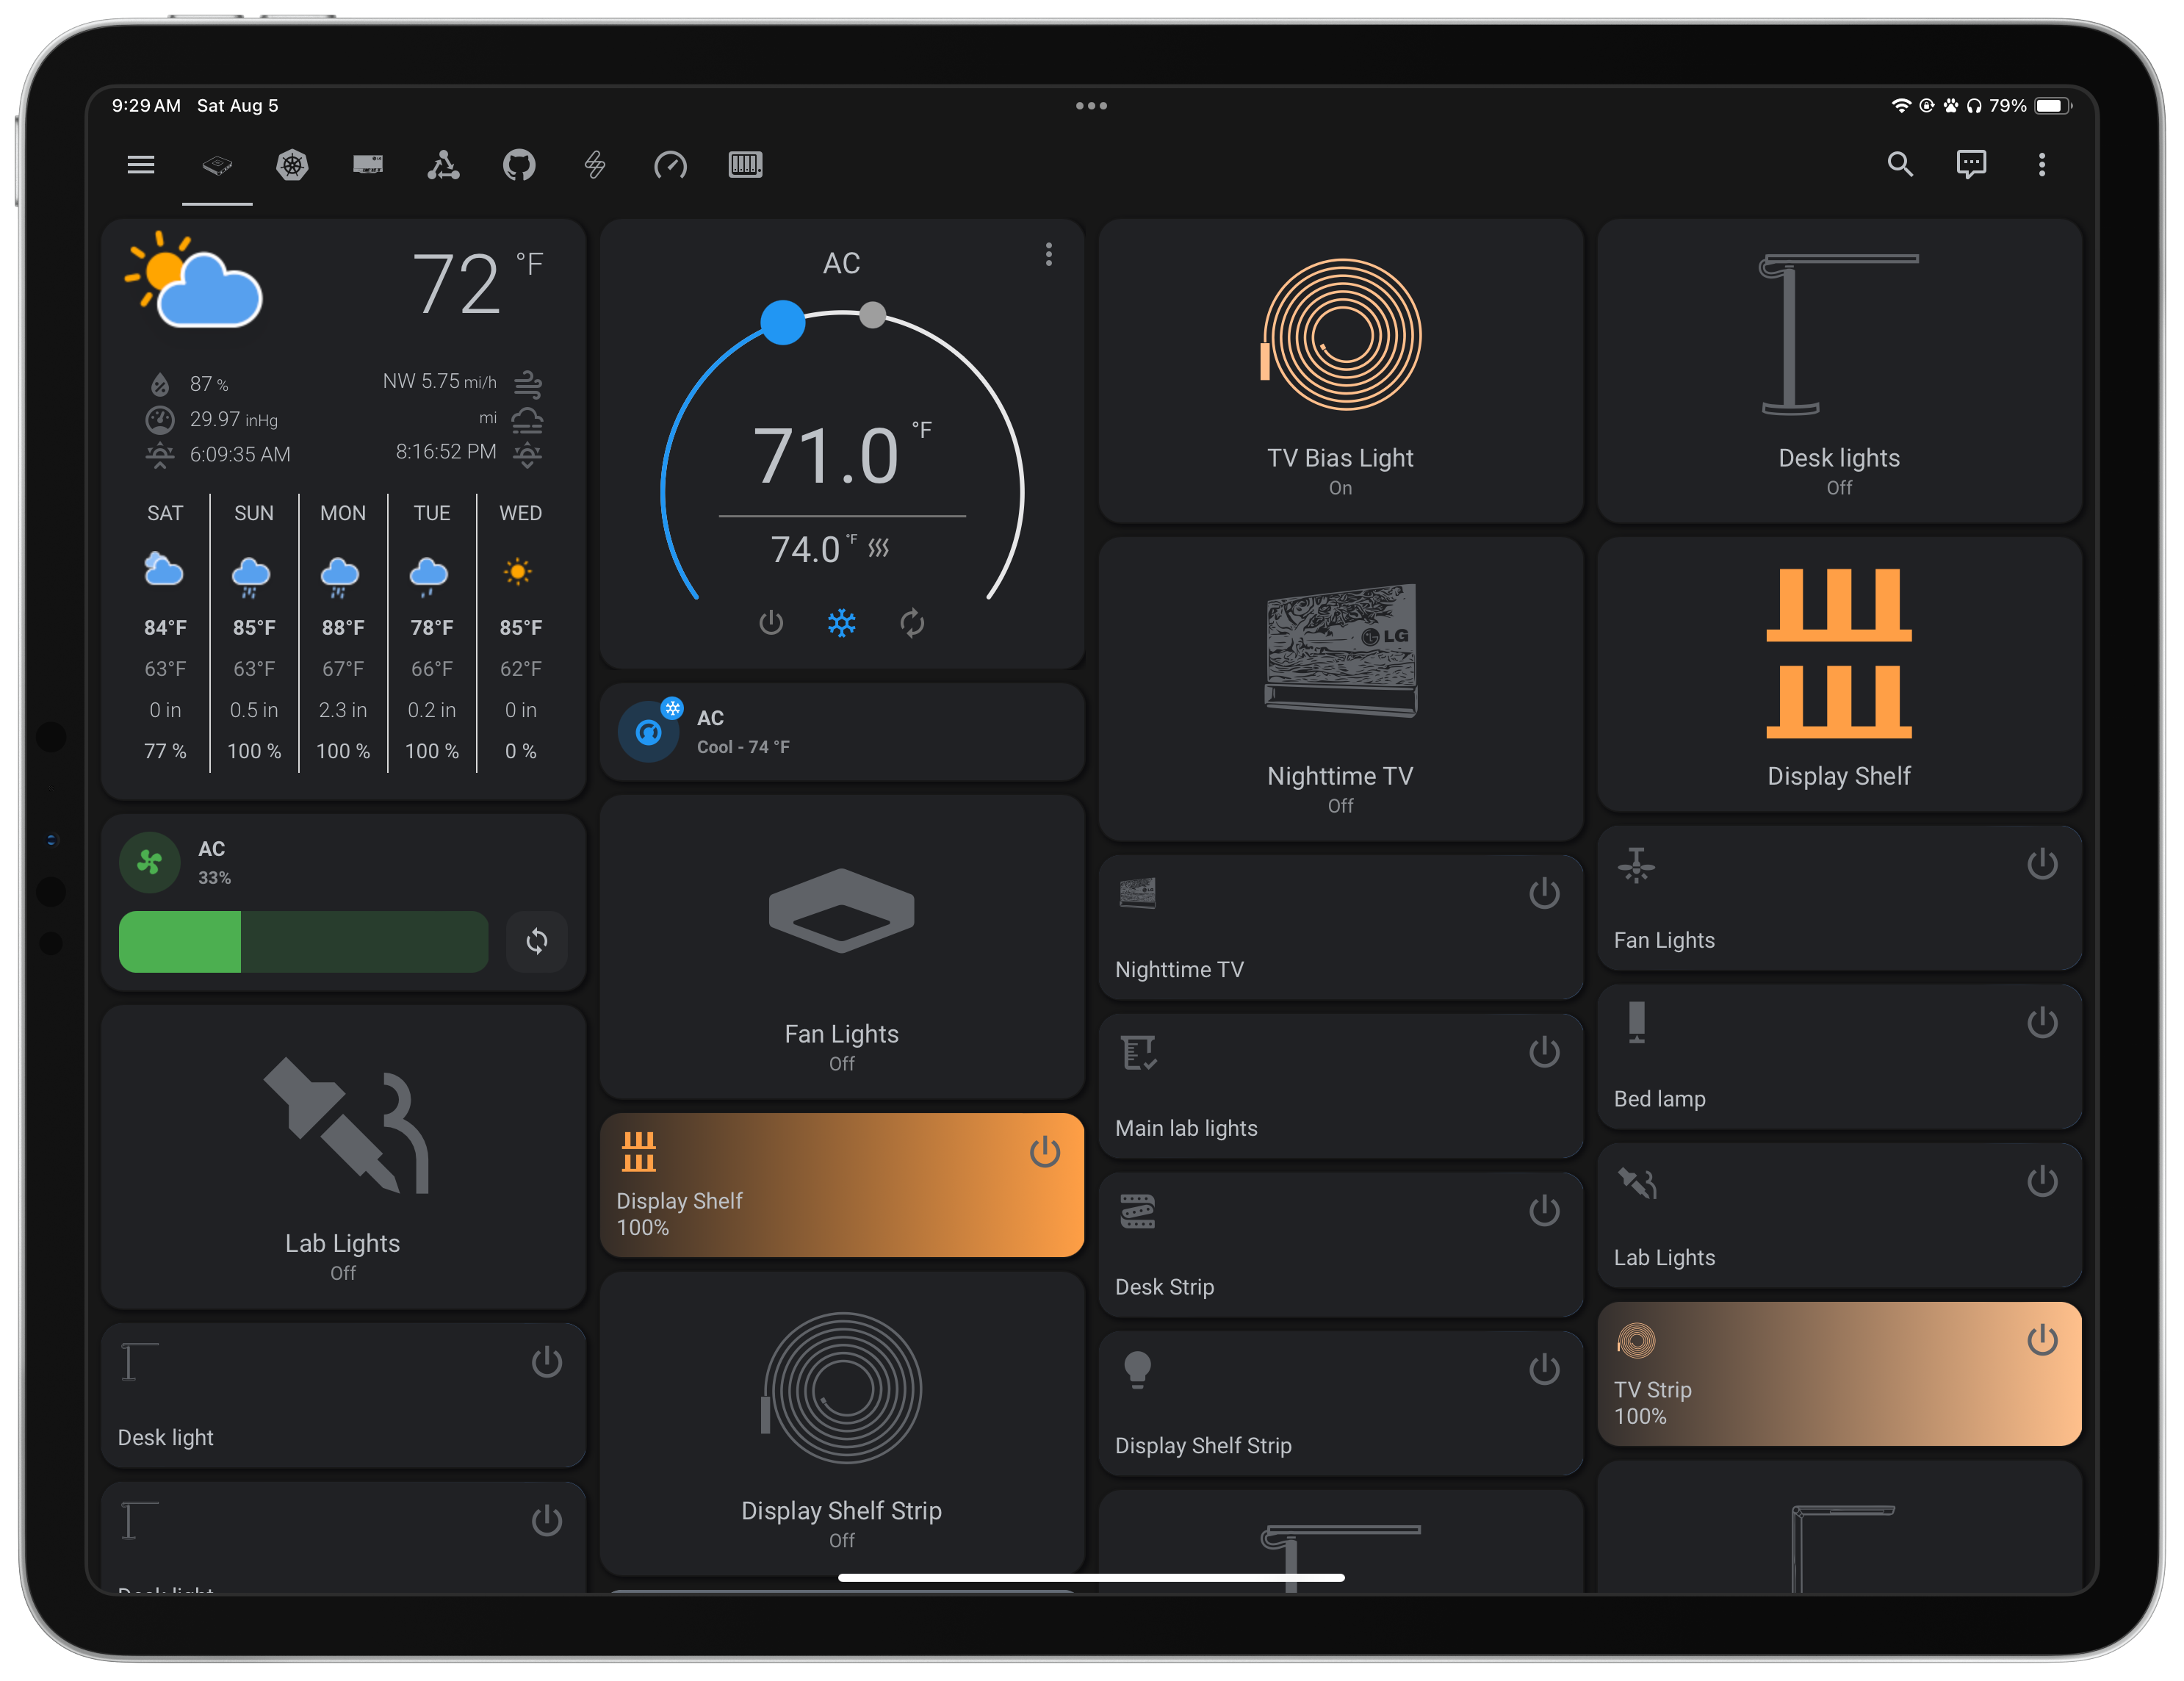 9:29 AM Sat Aug 5
79%
72 °F
87 %
NW 5.75 mi/h
29.97 inHg
mi
6:09:35 AM
8:16:52 PM
SAT SUN MON TUE WED
84°F 85°F 88°F 78°F 85°F
63°F 63°F 67°F 66°F 62°F
0 in 0.5 in 2.3 in 0.2 in 0 in
77 % 100 % 100 % 100 % 0 %
AC
33%
Lab Lights
Off
Desk light
Desk light
AC
71.0 °F
74.0 °F
AC
Cool - 74 °F
Fan Lights
Off
Display Shelf
100%
Display Shelf Strip
Off
TV Bias Light
On
LG
Nighttime TV
Off
Nighttime TV
Main lab lights
Desk Strip
Display Shelf Strip
Desk lights
Off
Display Shelf
Fan Lights
Bed lamp
Lab Lights
TV Strip
100%